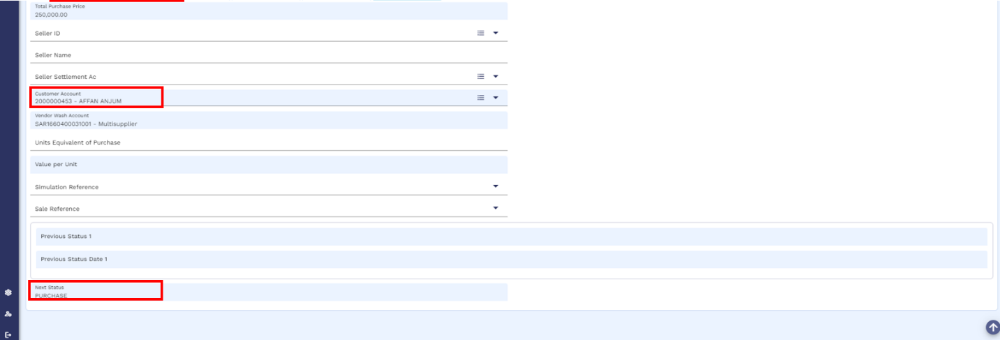 Total Purchase Price
250,000.00
Seller ID
Seller Name
Seller Settlement Ac
Customer Account
2000000453 - AFFAN ANJUM
Vendor Wash Account
SAR1660400031001 - Multisupplier
Units Equivalent of Purchase
Value per Unit
Simulation Reference
Sale Reference
Previous Status 1
Previous Status Date 1
Next Status
PURCHASE